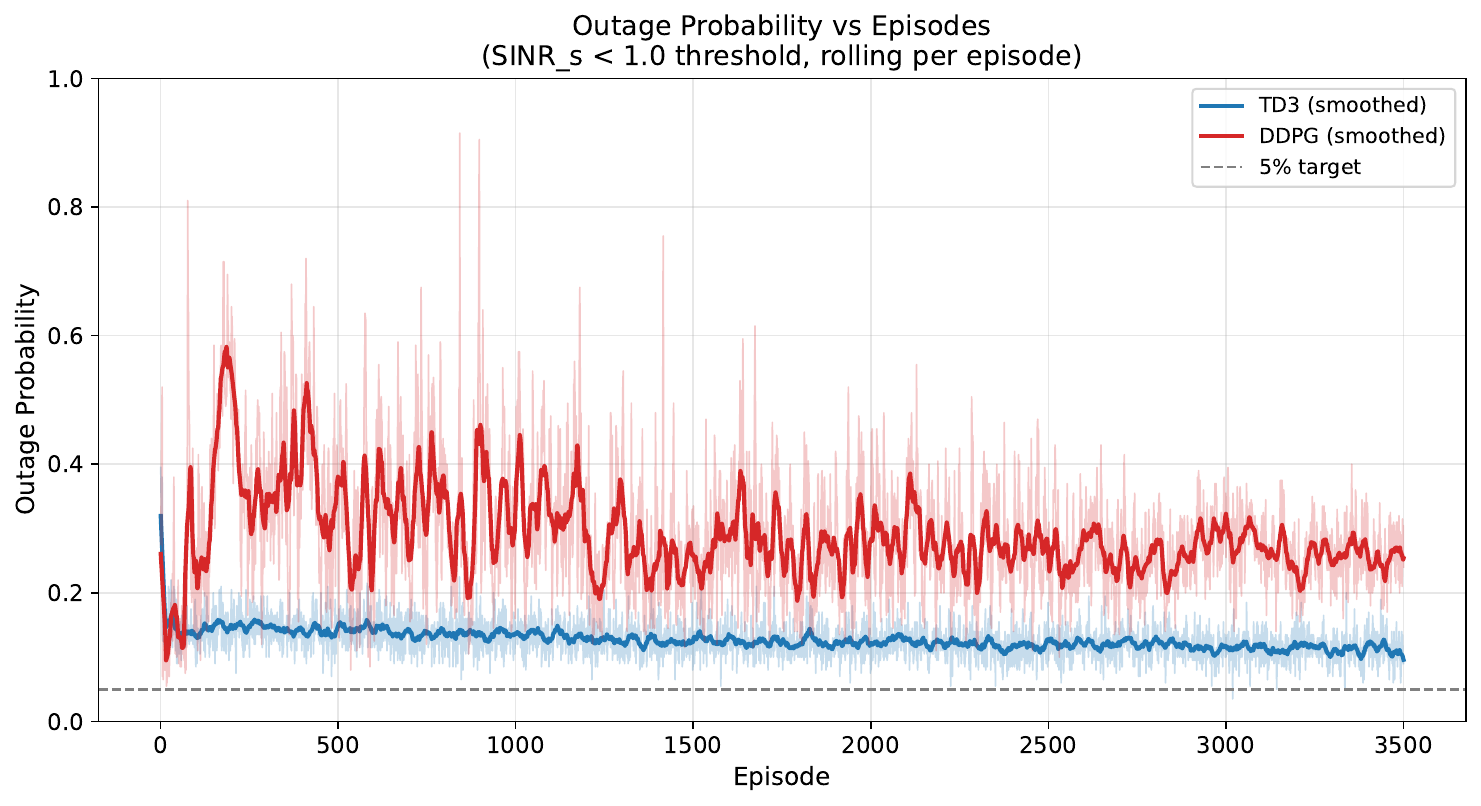 Outage Probability vs Episodes
(SINR_s < 1.0 threshold, rolling per episode)
1.0
0.8
0.6
0.4
0.2
0.0
Outage Probability
TD3 (smoothed)
DDPG (smoothed)
5% target
0 500 1000 1500 2000 2500 3000 3500
Episode